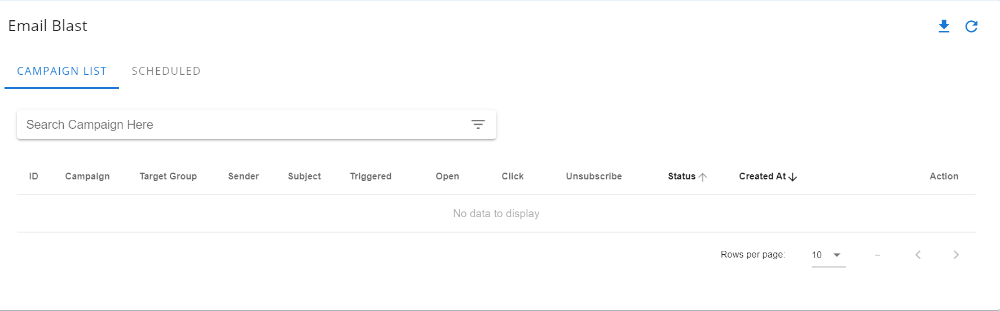 Email Blast
CAMPAIGN LIST SCHEDULED
Search Campaign Here
ID Campaign Target Group Sender Subject Triggered Open Click Unsubscribe Status Created At Action
No data to display
Rows per page: 10 –